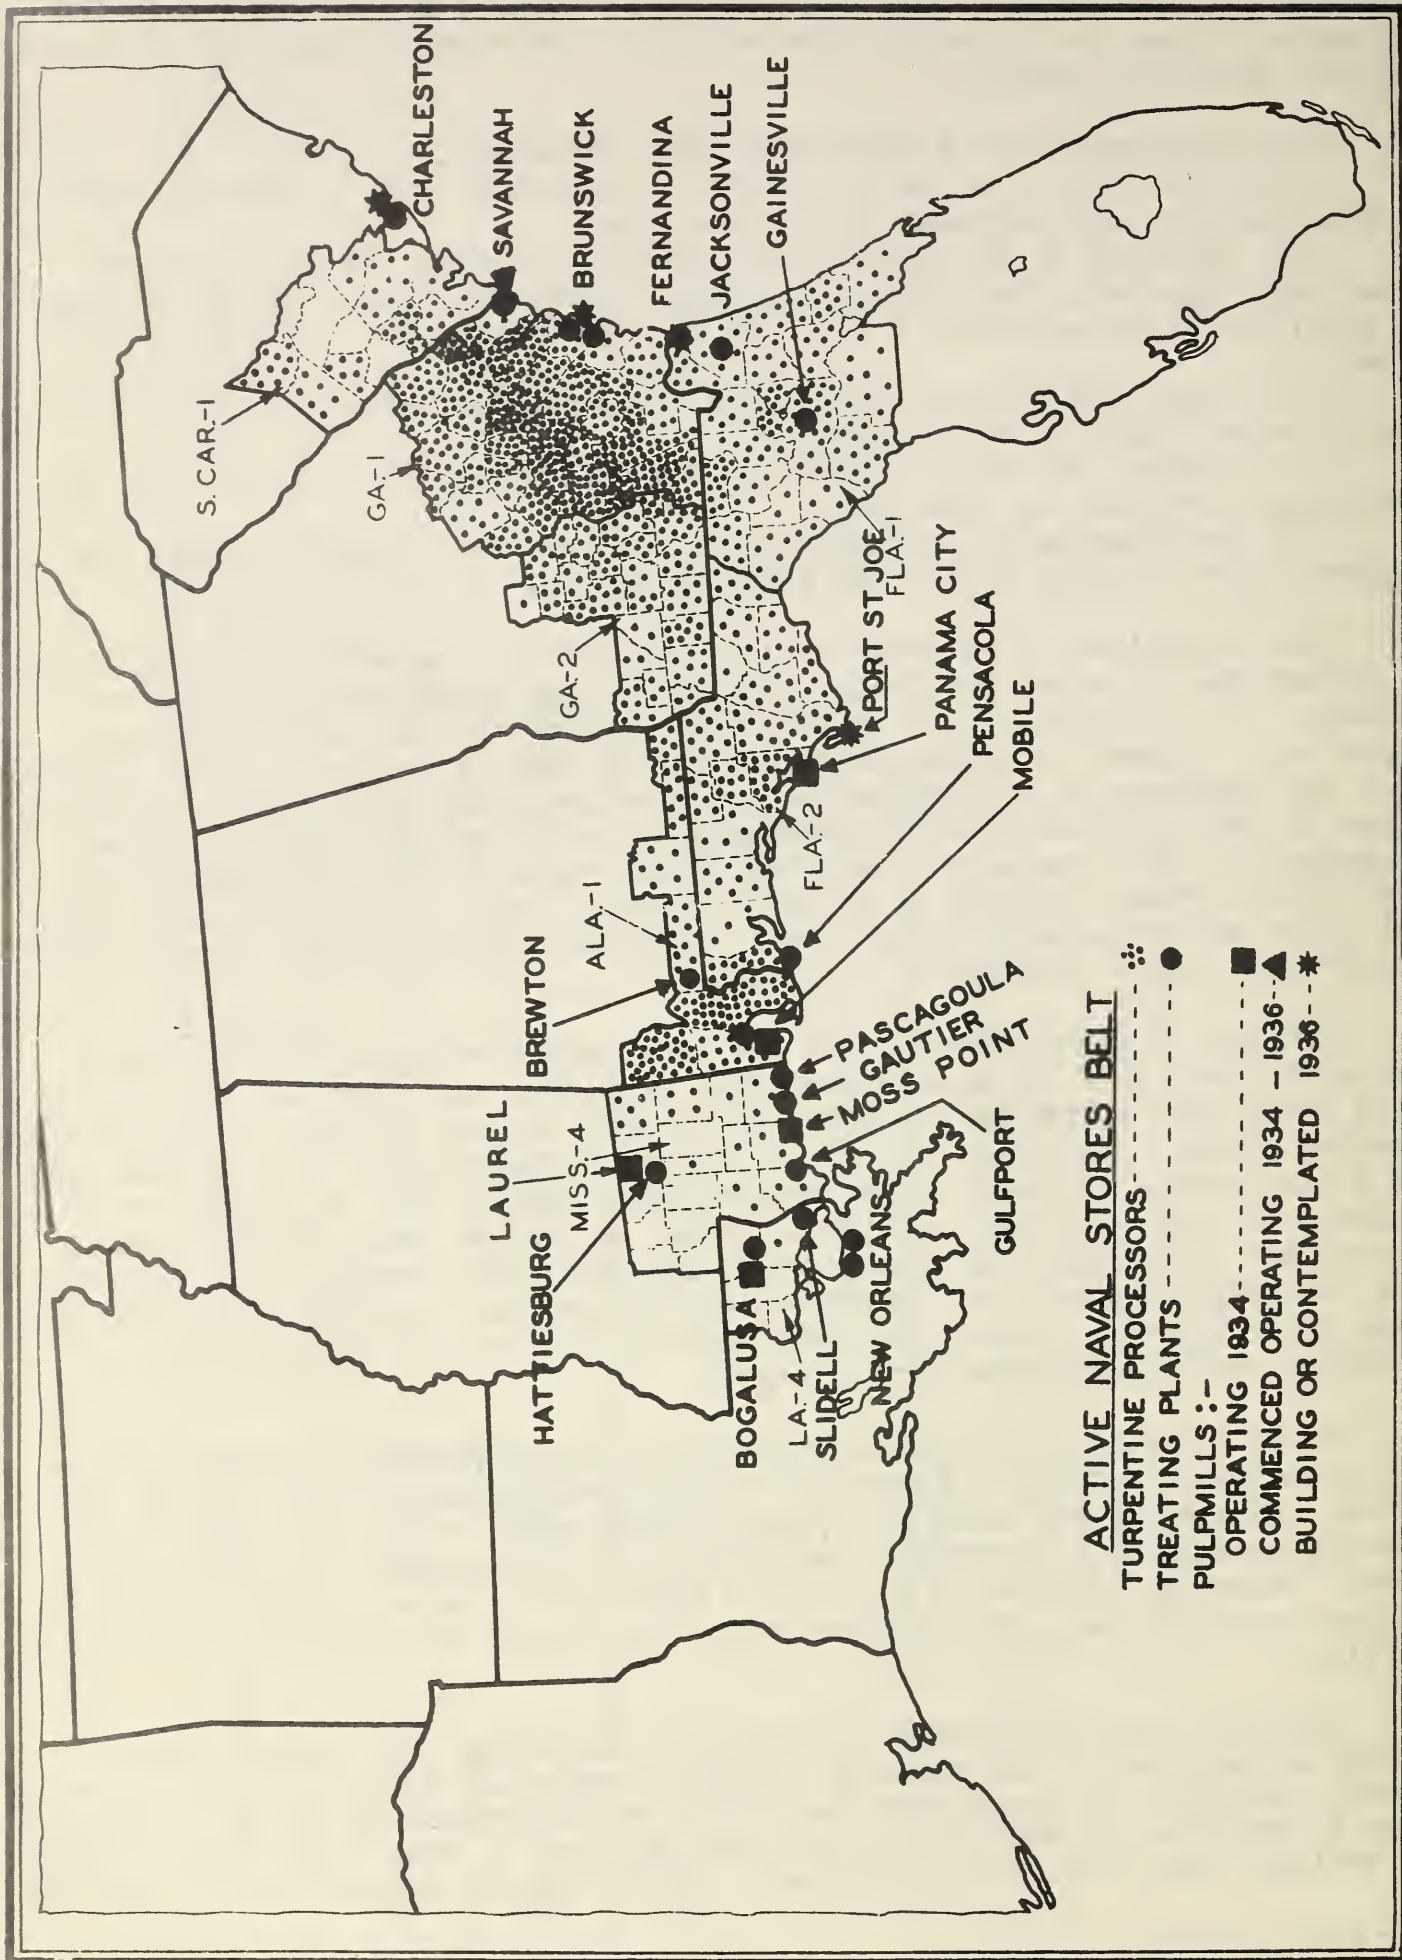 CHARLESTON
SAVANNAH
BRUNSWICK
FERNANDINA
JACKSONVILLE
GAINESVILLE
S. CAR.-1
GA.-1
GA.-2
FLA.-1
PORT ST JOE
PANAMA CITY
PENSACOLA
MOBILE
FLA.-2
ALA.-1
BREWTON
PASCAGOULA
GAUTIER
MOSS POINT
GULFPORT
LAUREL
MISS.-4
HATTIESBURG
BOGALUSA
LA.-4
SLIDELL
NEW ORLEANS
ACTIVE NAVAL STORES BELT
TURPENTINE PROCESSORS
TREATING PLANTS
PULPMILLS:-
OPERATING 1934
COMMENCED OPERATING 1934 - 1936
BUILDING OR CONTEMPLATED 1936